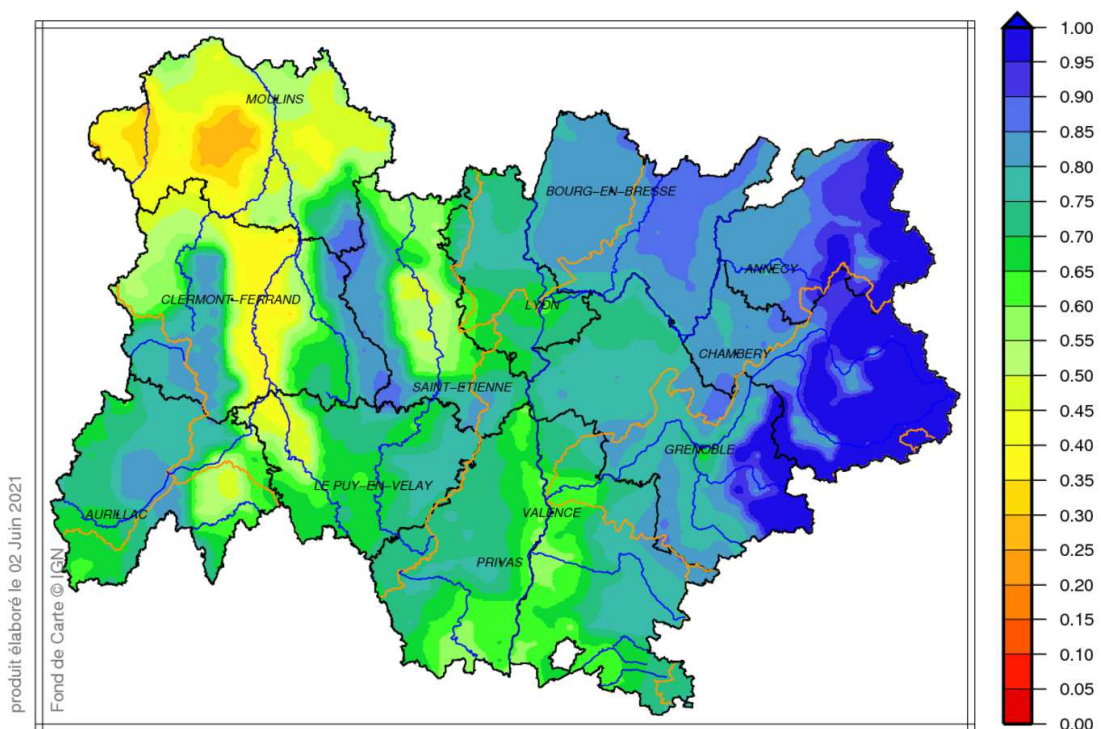 MOULINS
BOURG-EN-BRESSE
ANNECY
CLERMONT-FERRAND
LYON
CHAMBERY
SAINT-ETIENNE
GRENOBLE
LE PUY-EN-VELAY
AURILLAC
VALENCE
PRIVAS
produit élaboré le 02 Juin 2021
Fond de Carte © IGN
1.00
0.95
0.90
0.85
0.80
0.75
0.70
0.65
0.60
0.55
0.50
0.45
0.40
0.35
0.30
0.25
0.20
0.15
0.10
0.05
0.00